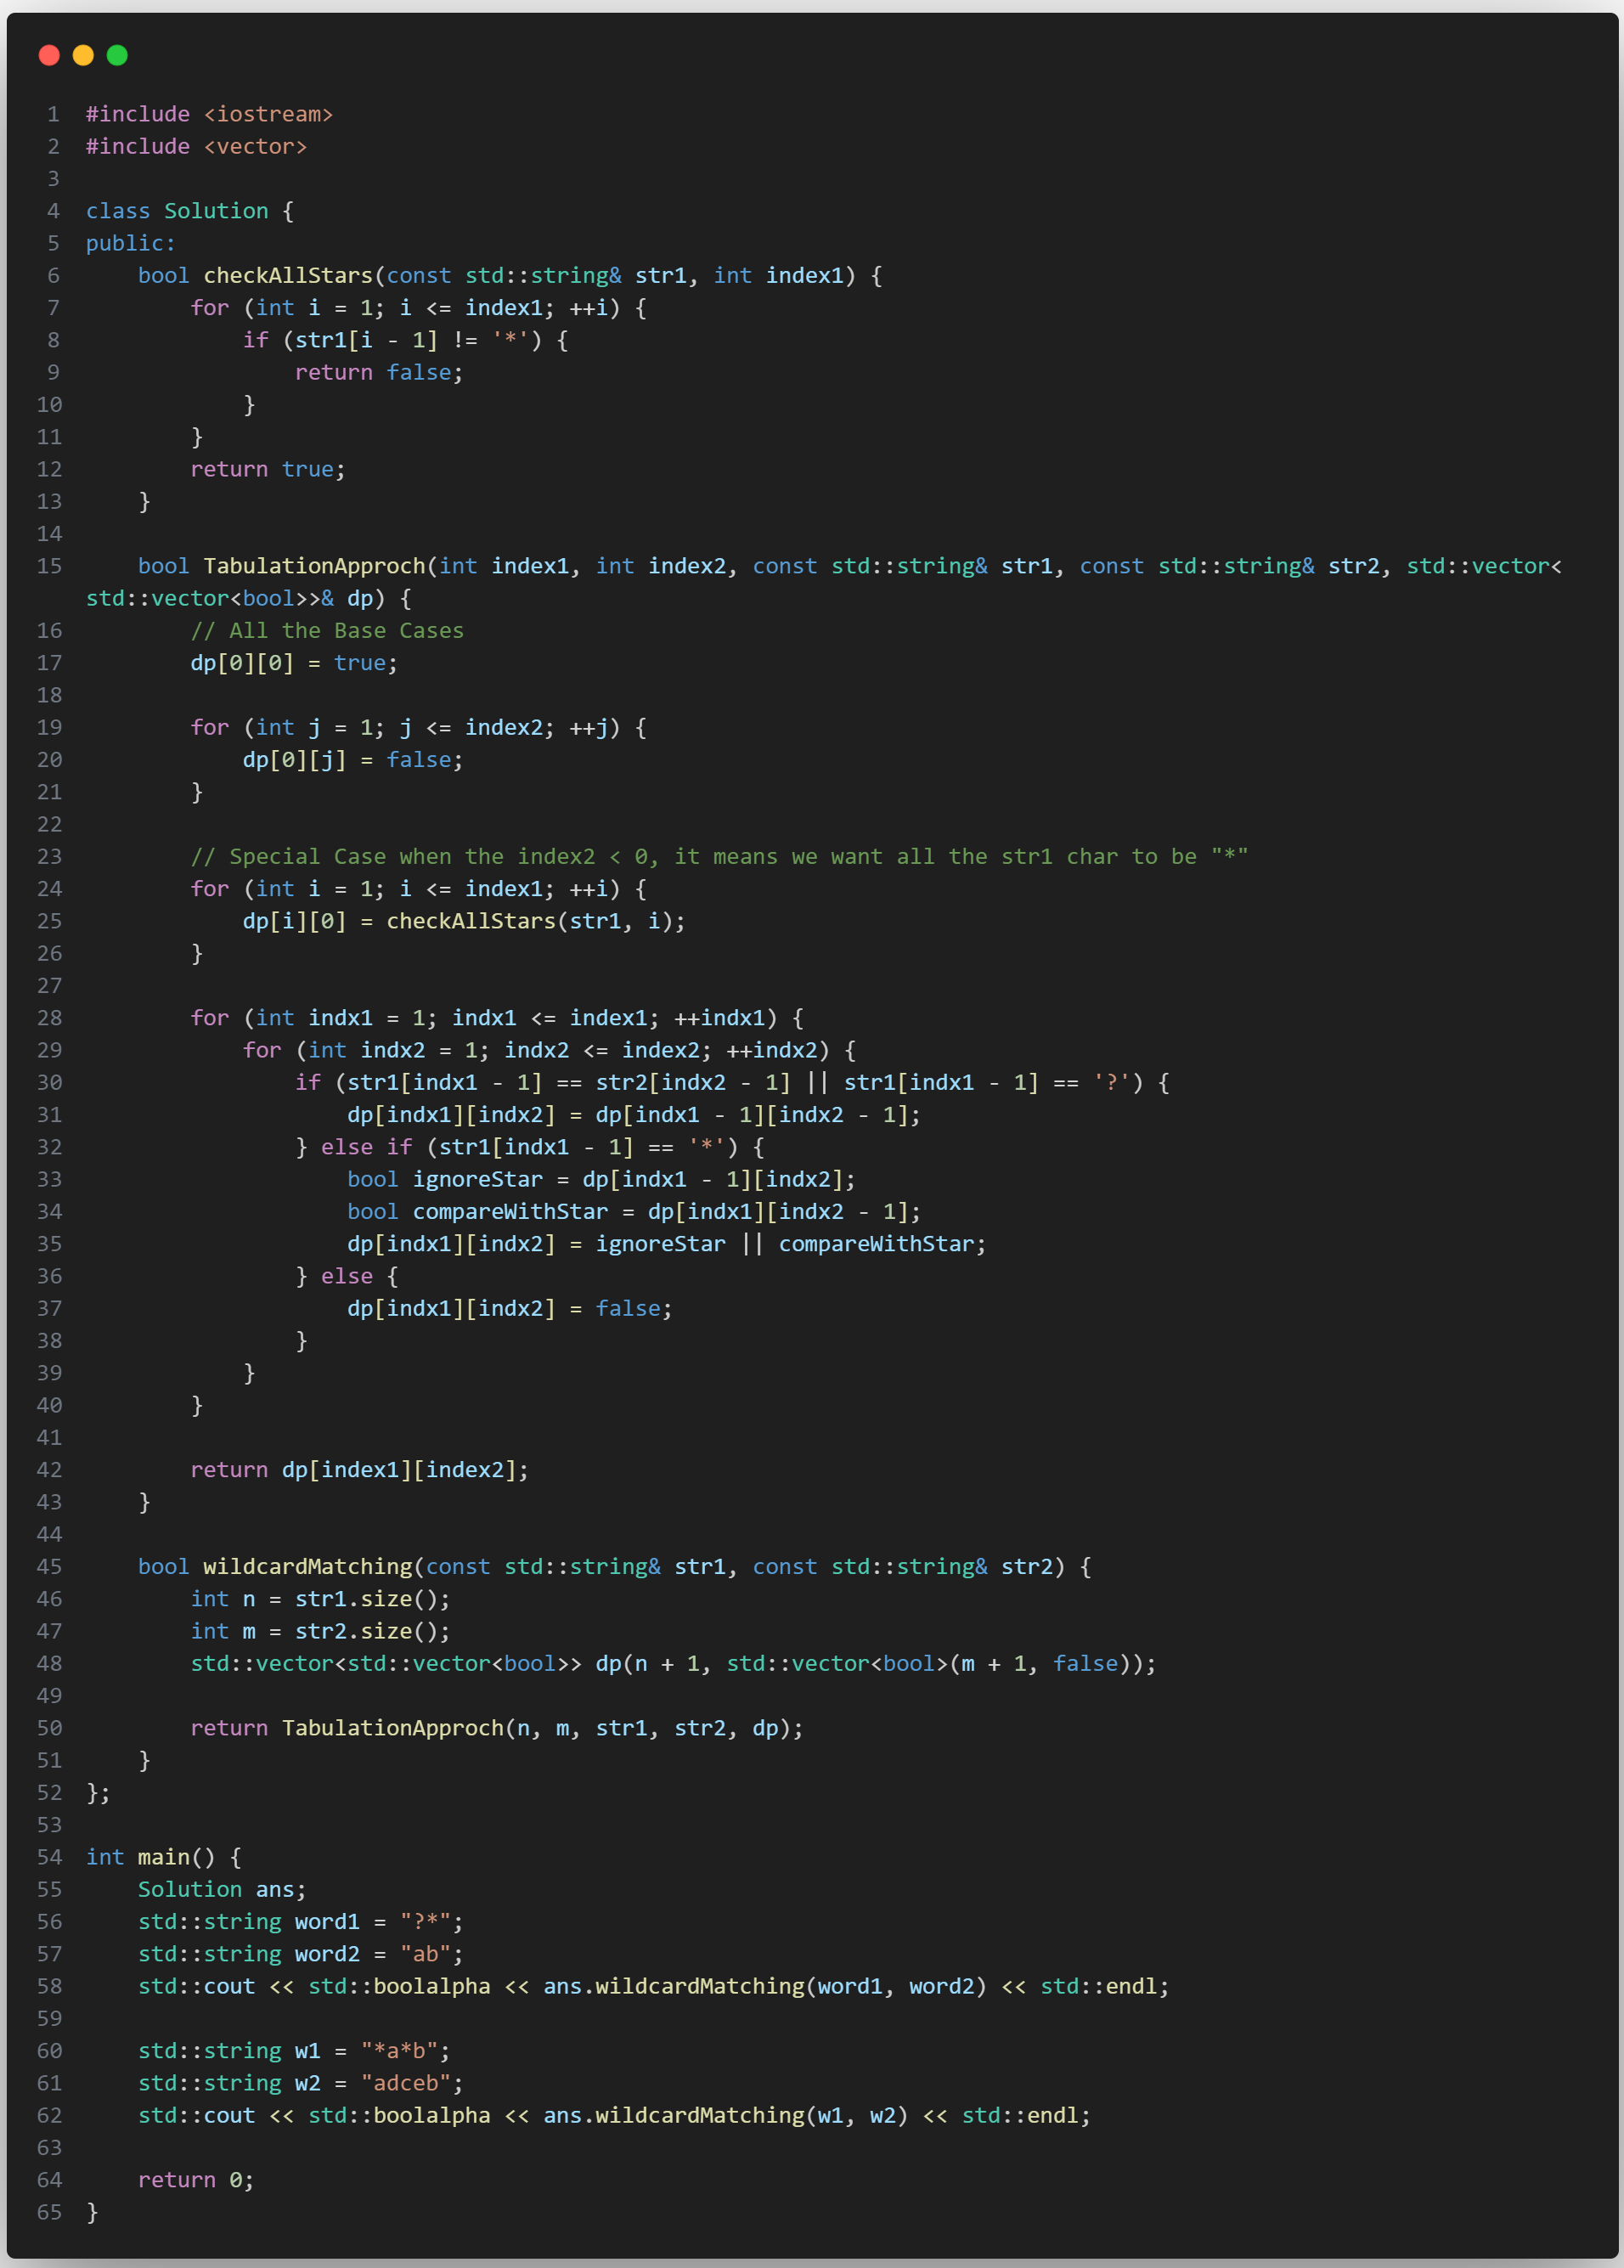 1 #include <iostream>
2 #include <vector>
3
4 class Solution {
5 public:
6     bool checkAllStars(const std::string& str1, int index1) {
7         for (int i = 1; i <= index1; ++i) {
8             if (str1[i - 1] != '*') {
9                 return false;
10             }
11         }
12         return true;
13     }
14
15     bool TabulationApproch(int index1, int index2, const std::string& str1, const std::string& str2, std::vector<
std::vector<bool>>& dp) {
16         // All the Base Cases
17         dp[0][0] = true;
18
19         for (int j = 1; j <= index2; ++j) {
20             dp[0][j] = false;
21         }
22
23         // Special Case when the index2 < 0, it means we want all the str1 char to be "*"
24         for (int i = 1; i <= index1; ++i) {
25             dp[i][0] = checkAllStars(str1, i);
26         }
27
28         for (int indx1 = 1; indx1 <= index1; ++indx1) {
29             for (int indx2 = 1; indx2 <= index2; ++indx2) {
30                 if (str1[indx1 - 1] == str2[indx2 - 1] || str1[indx1 - 1] == '?') {
31                     dp[indx1][indx2] = dp[indx1 - 1][indx2 - 1];
32                 } else if (str1[indx1 - 1] == '*') {
33                     bool ignoreStar = dp[indx1 - 1][indx2];
34                     bool compareWithStar = dp[indx1][indx2 - 1];
35                     dp[indx1][indx2] = ignoreStar || compareWithStar;
36                 } else {
37                     dp[indx1][indx2] = false;
38                 }
39             }
40         }
41
42         return dp[index1][index2];
43     }
44
45     bool wildcardMatching(const std::string& str1, const std::string& str2) {
46         int n = str1.size();
47         int m = str2.size();
48         std::vector<std::vector<bool>> dp(n + 1, std::vector<bool>(m + 1, false));
49
50         return TabulationApproch(n, m, str1, str2, dp);
51     }
52 };
53
54 int main() {
55     Solution ans;
56     std::string word1 = "?*";
57     std::string word2 = "ab";
58     std::cout << std::boolalpha << ans.wildcardMatching(word1, word2) << std::endl;
59
60     std::string w1 = "*a*b";
61     std::string w2 = "adceb";
62     std::cout << std::boolalpha << ans.wildcardMatching(w1, w2) << std::endl;
63
64     return 0;
65 }